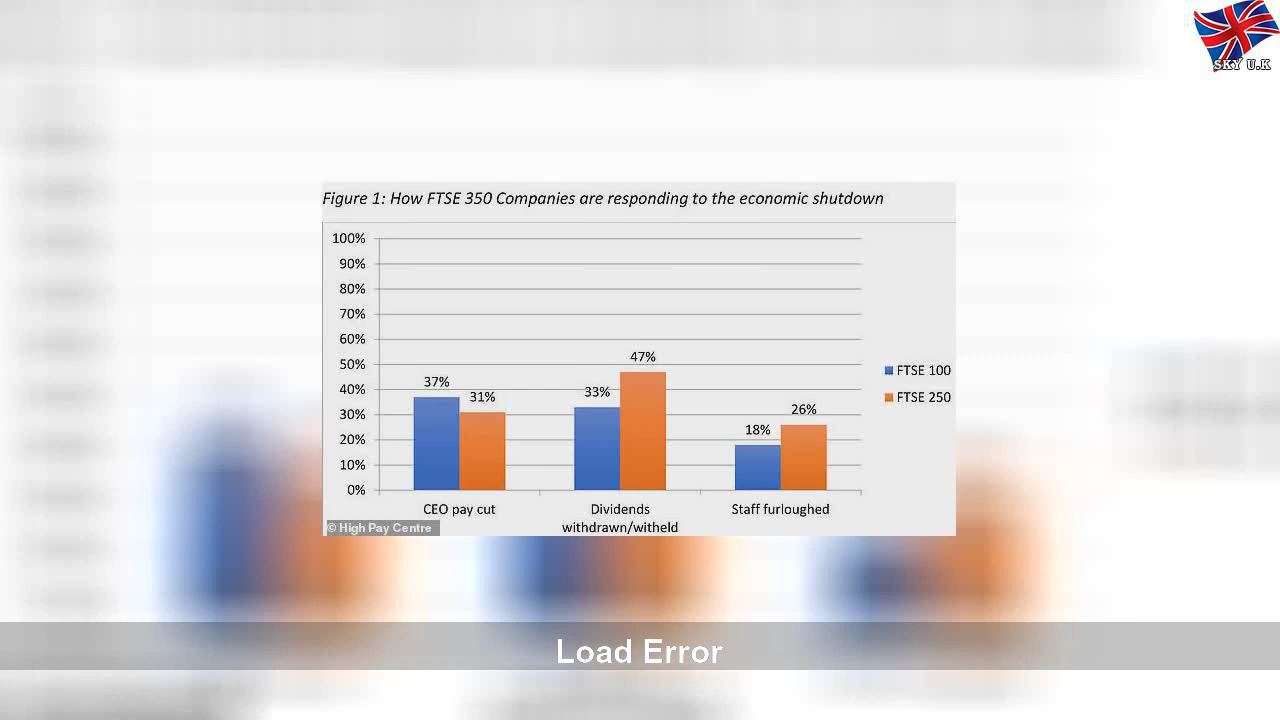 SKY U.K
Figure 1: How FTSE 350 Companies are responding to the economic shutdown
100%
90%
80%
70%
60%
50%
40%
30%
20%
10%
0%
37%
31%
33%
47%
18%
26%
FTSE 100
FTSE 250
CEO pay cut
Dividends
withdrawn/witheld
Staff furloughed
© High Pay Centre
Load Error